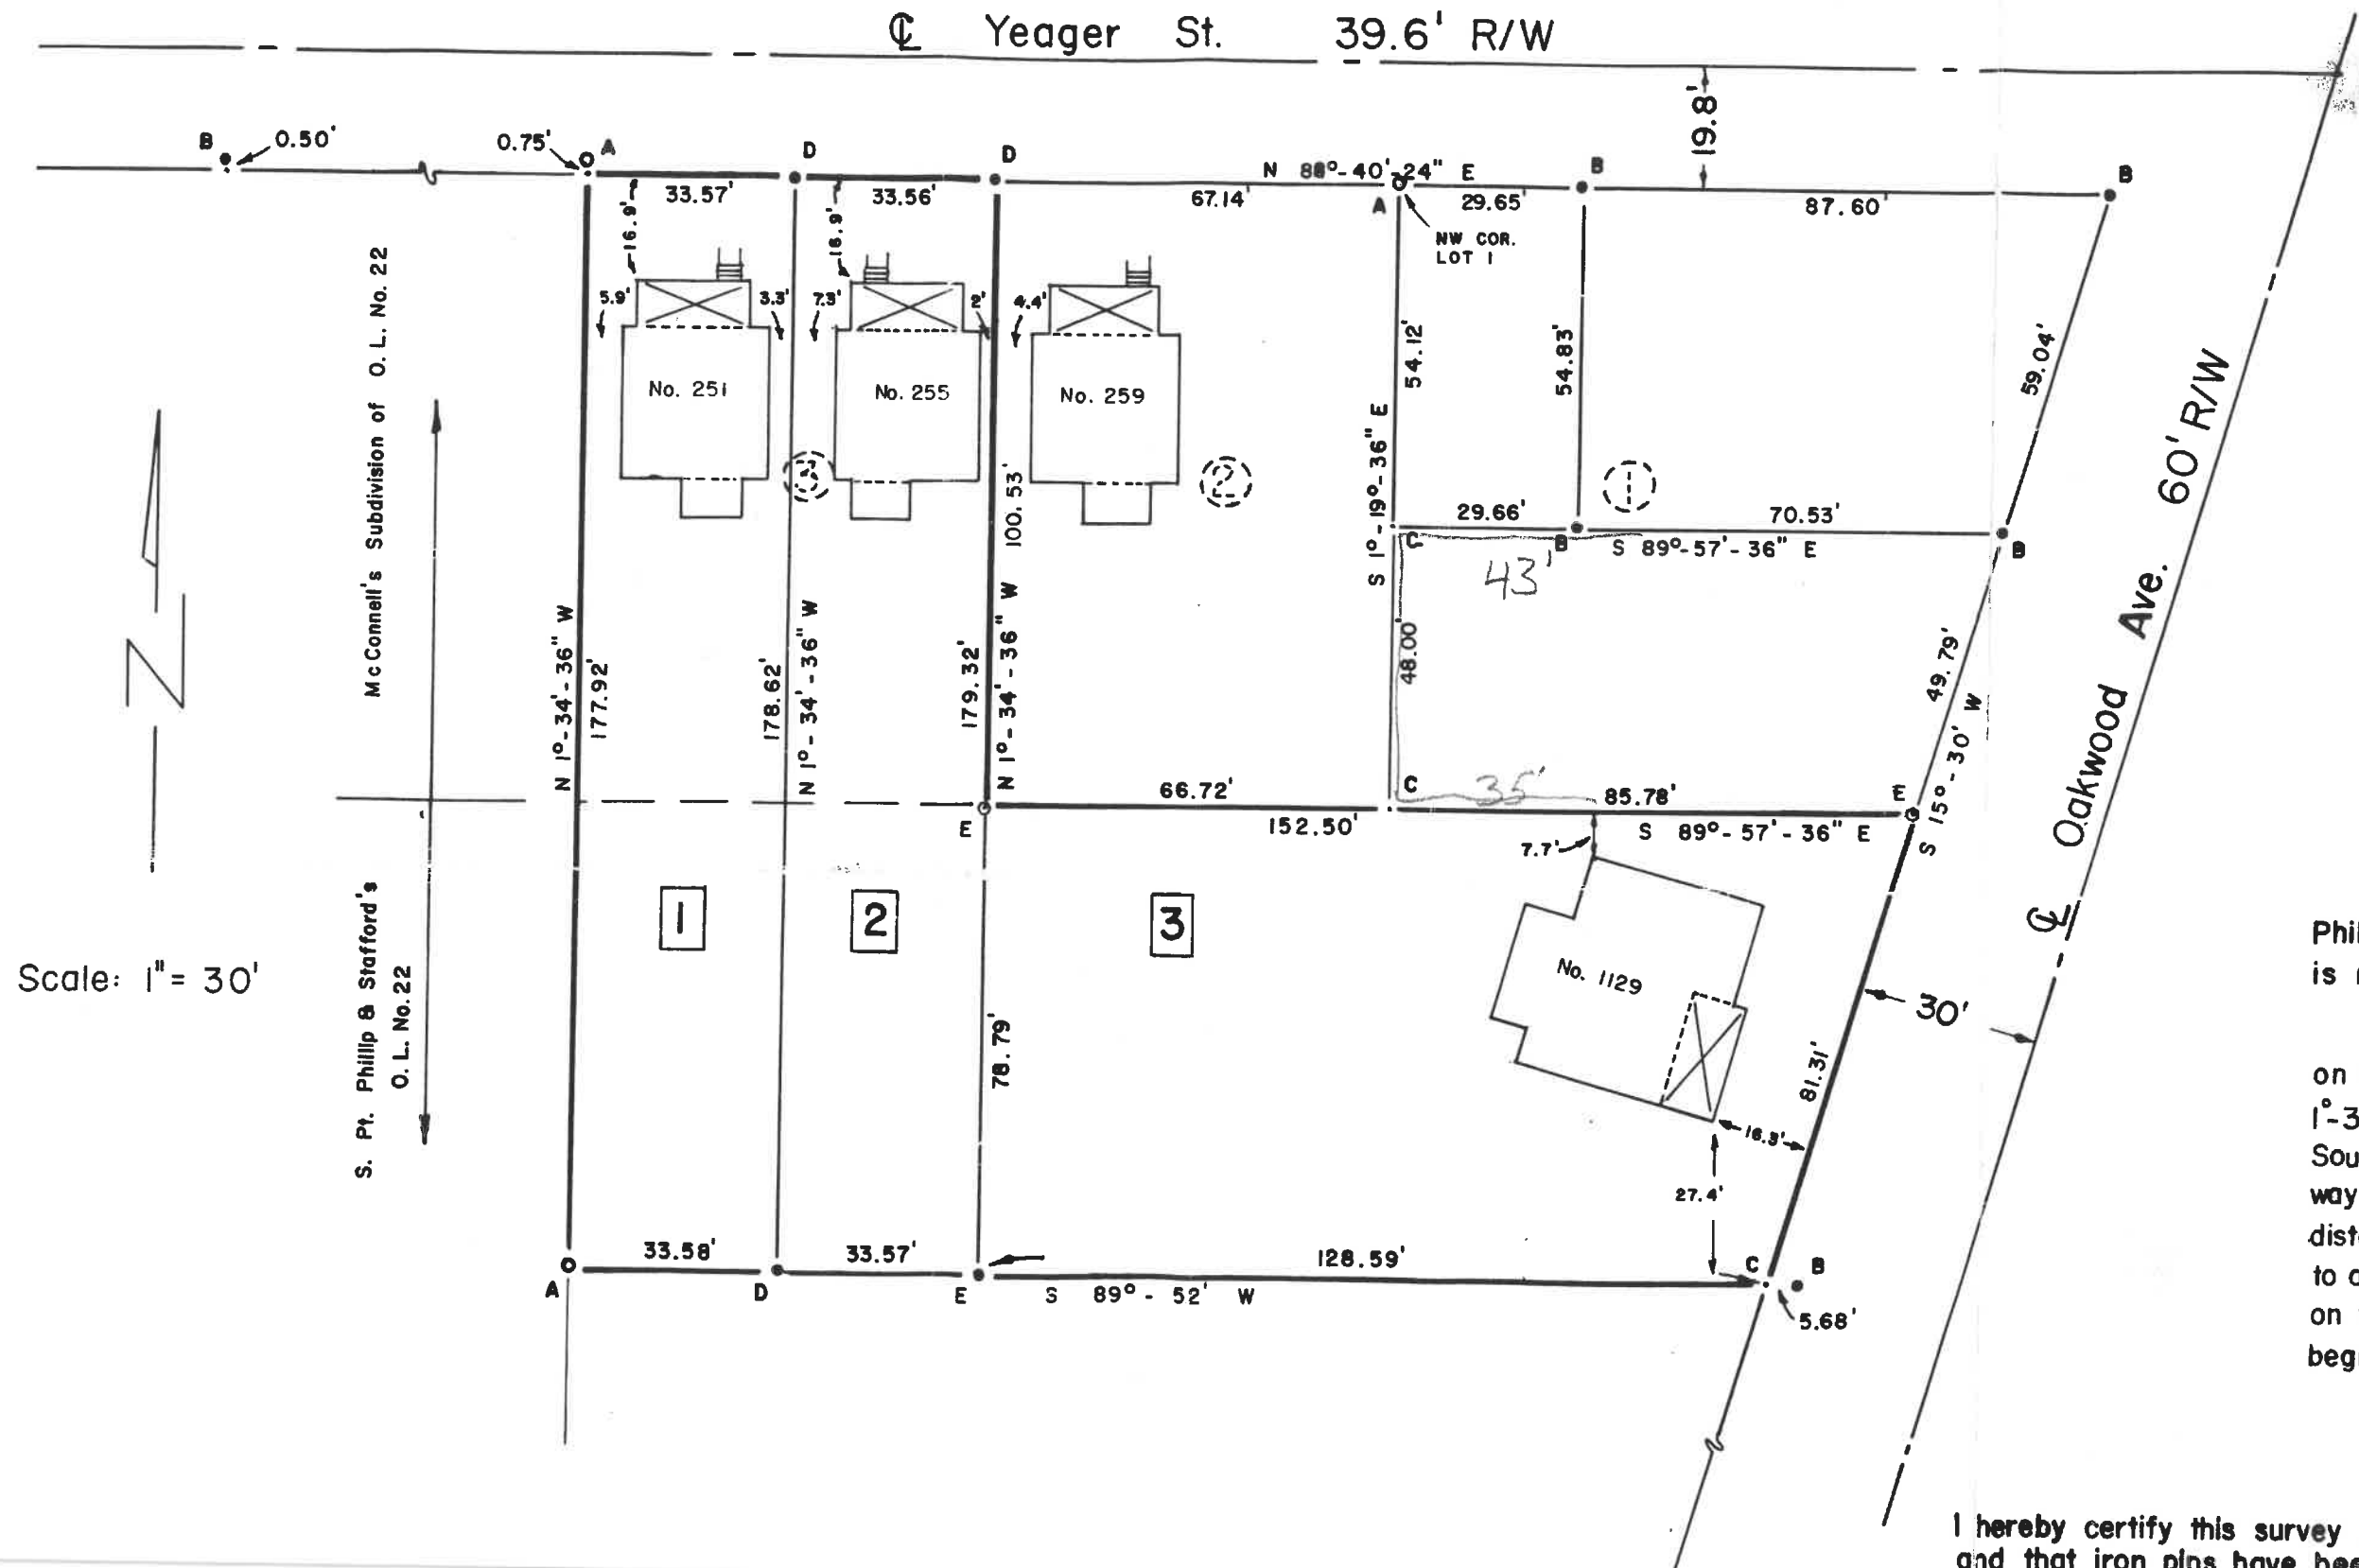 ℄ Yeager St. 39.6' R/W
19.8'
B 0.50'
0.75' A
D
D
N 88°-40'-24" E
B
B
33.57'
33.56'
67.14'
A
29.65'
87.60'
NW COR.
LOT 1
16.9'
16.9'
5.9'
3.3'
7.3'
2'
4.4'
No. 251
No. 255
No. 259
McConnell's Subdivision of O. L. No. 22
54.12'
54.83'
59.04'
60' R/W
S 1°-19'-36" E
3
2
1
100.53'
29.66'
70.53'
C
B
S 89°-57'-36" E
B
43'
48.00'
49.79'
Oakwood Ave.
N 1°-34'-36" W
177.92'
178.62'
N 1°-34'-36" W
179.32'
N 1°-34'-36" W
S 15°-30' W
66.72'
C
35'
85.78'
E
E
152.50'
S 89°-57'-36" E
7.7'
℄
1
2
3
Scale: 1" = 30'
S. Pt. Phillip & Stafford's
O. L. No. 22
No. 1129
30'
78.79'
81.31'
16.3'
27.4'
33.58'
33.57'
128.59'
C
B
A
D
E
S 89°-52' W
5.68'
is
on
1°-3
way
to
on
I hereby certify this survey
and that iron pins have